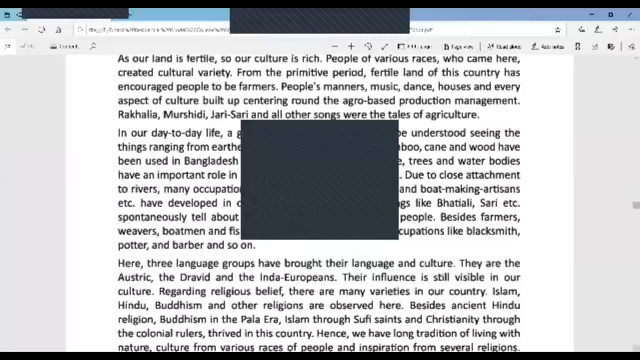 Contents
Page view
Read aloud
Add notes
As our land is fertile, so our culture is rich. People of various races, who came here,
created cultural variety. From the primitive period, fertile land of this country has
encouraged people to be farmers. People's manners, music, dance, houses and every
aspect of culture built up centering round the agro-based production management.
Rakhalia, Murshidi, Jari-Sari and all other songs were the tales of agriculture.
In our day-to-day life, a g be understood seeing the
things ranging from earthe boo, cane and wood have
been used in Bangladesh e, trees and water bodies
have an important role in . Due to close attachment
to rivers, many occupatio and boat-making-artisans
etc. have developed in o gs like Bhatiali, Sari etc.
spontaneously tell about people. Besides farmers,
weavers, boatmen and fis cupations like blacksmith,
potter, and barber and so on.
Here, three language groups have brought their language and culture. They are the
Austric, the Dravid and the Inda-Europeans. Their influence is still visible in our
culture. Regarding religious belief, there are many varieties in our country. Islam,
Hindu, Buddhism and other religions are observed here. Besides ancient Hindu
religion, Buddhism in the Pala Era, Islam through Sufi saints and Christianity through
the colonial rulers, thrived in this country. Hence, we have long tradition of living with
nature, culture from various races of people and inspiration from several religions.